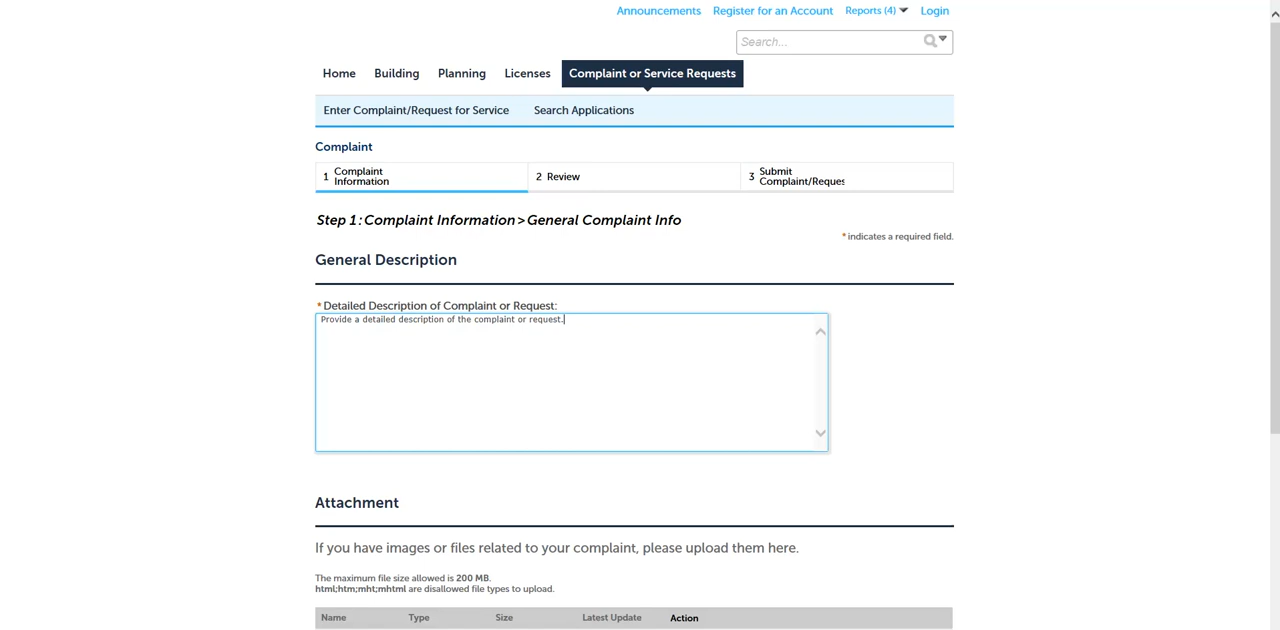 Announcements Register for an Account Reports (4) Login
Search...
Home Building Planning Licenses Complaint or Service Requests
Enter Complaint/Request for Service Search Applications
Complaint
1 Complaint Information
2 Review
3 Submit Complaint/Reques
Step 1: Complaint Information > General Complaint Info
* indicates a required field.
General Description
* Detailed Description of Complaint or Request:
Provide a detailed description of the complaint or request.
Attachment
If you have images or files related to your complaint, please upload them here.
The maximum file size allowed is 200 MB.
html;htm;mht;mhtml are disallowed file types to upload.
Name Type Size Latest Update Action